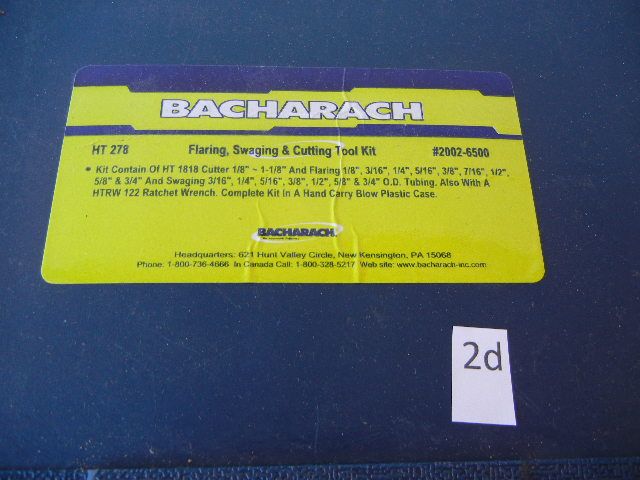 BACHARACH
HT 278 Flaring, Swaging & Cutting Tool Kit #2002-6500
* Kit Contain Of HT 1818 Cutter 1/8" ~ 1-1/8" And Flaring 1/8", 3/16", 1/4", 5/16", 3/8", 7/16", 1/2",
5/8" & 3/4" And Swaging 3/16", 1/4", 5/16", 3/8", 1/2", 5/8" & 3/4" O.D. Tubing. Also With A
HTRW 122 Ratchet Wrench. Complete Kit In A Hand Carry Blow Plastic Case.
BACHARACH
Headquarters: 621 Hunt Valley Circle, New Kensington, PA 15068
Phone: 1-800-736-4666 In Canada Call: 1-800-328-5217 Web site: www.bacharach-inc.com
2d